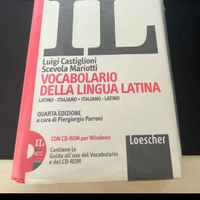 IL
Luigi Castiglioni
Scevola Mariotti
VOCABOLARIO
DELLA LINGUA LATINA
LATINO - ITALIANO • ITALIANO - LATINO
QUARTA EDIZIONE
a cura di Piergiorgio Parroni
CON CD-ROM per Windows
Loescher
IL
Contiene la
Guida all'uso del Vocabolario
e del CD-ROM